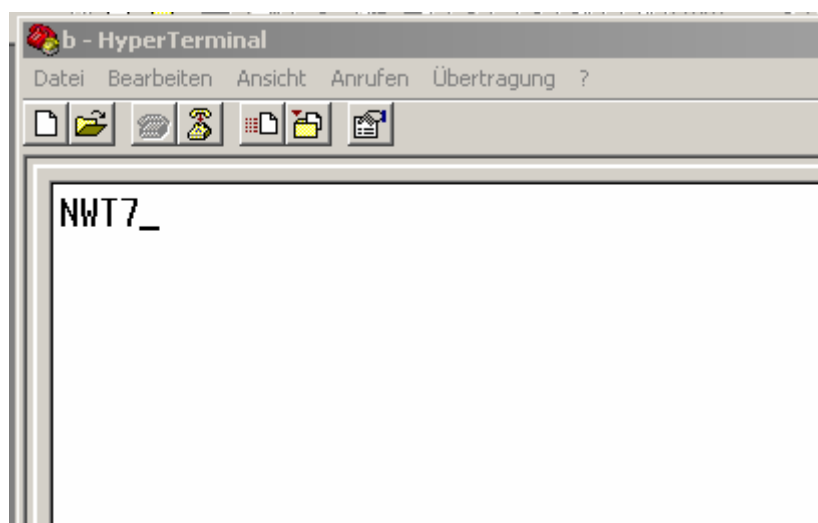 b - HyperTerminal
Datei Bearbeiten Ansicht Anrufen Übertragung ?
NWT7_